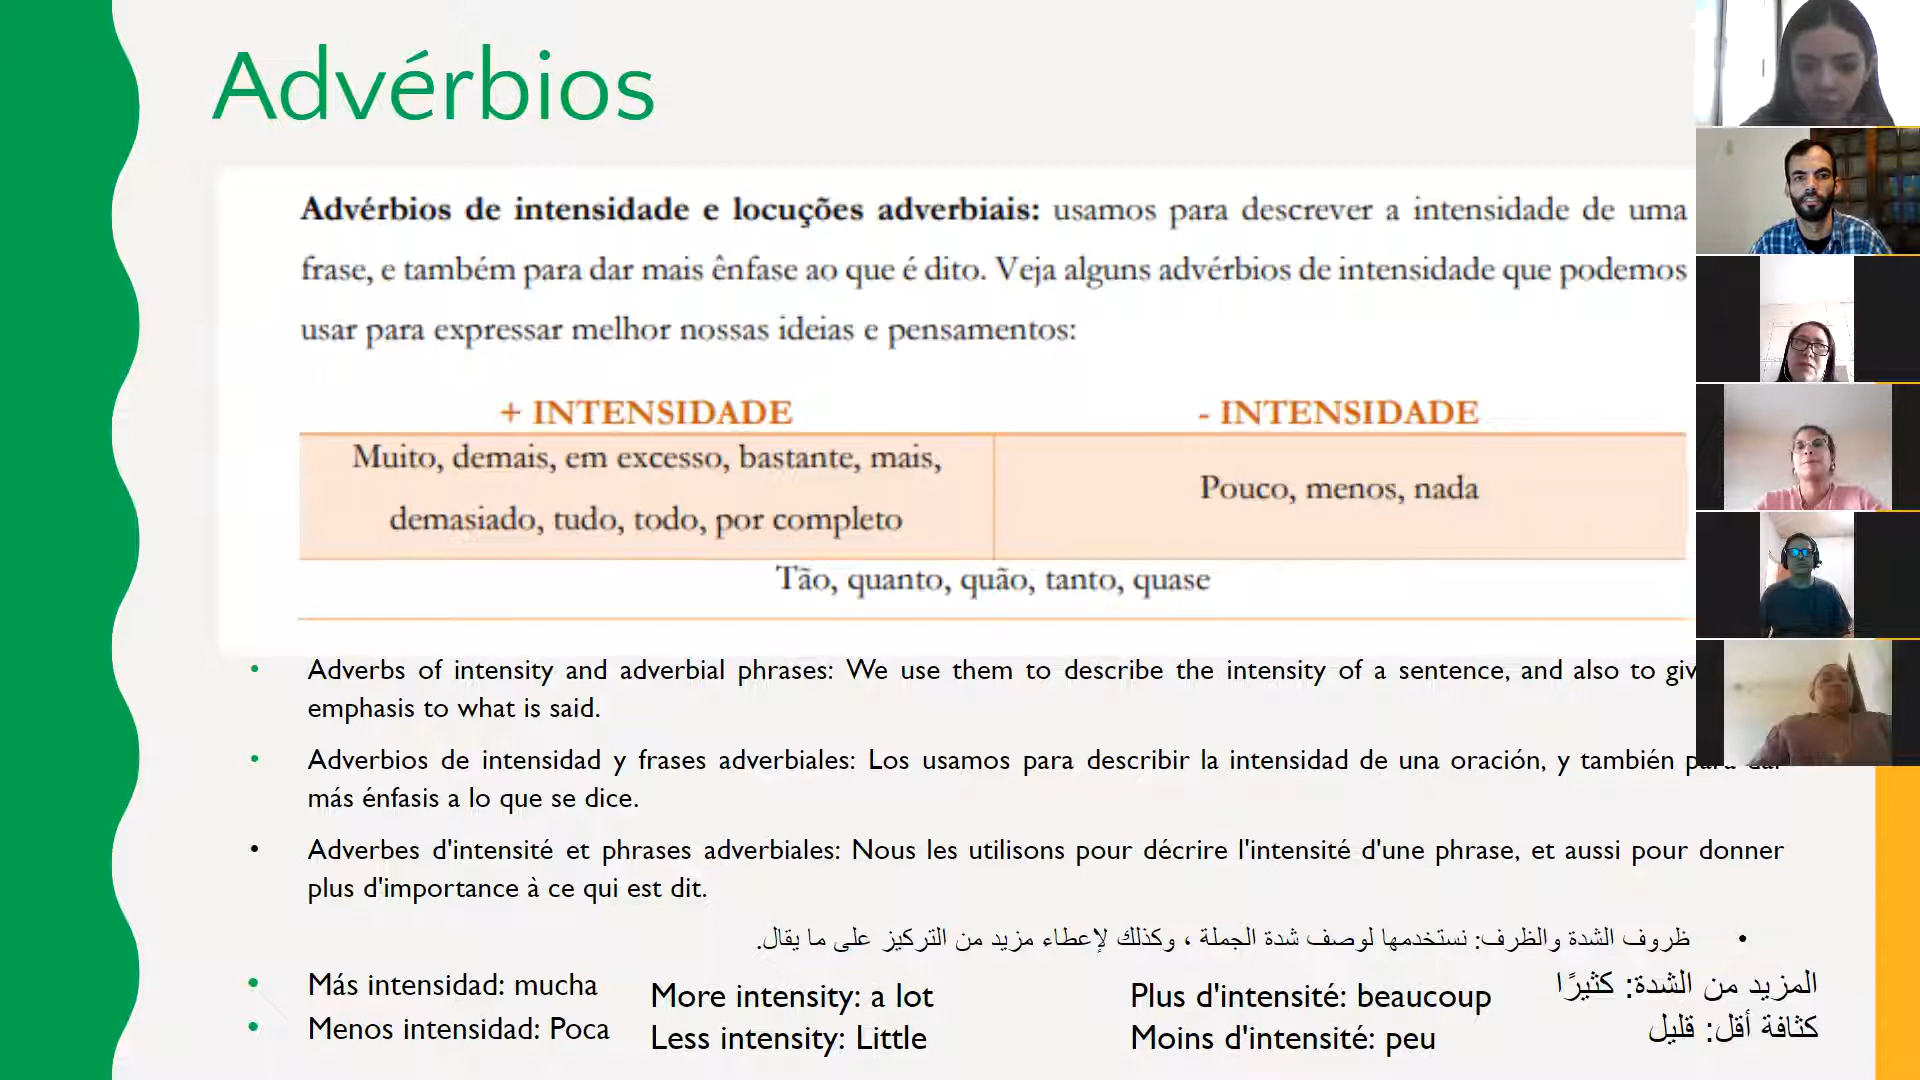 Advérbios
Advérbios de intensidade e locuções adverbiais: usamos para descrever a intensidade de uma
frase, e também para dar mais ênfase ao que é dito. Veja alguns advérbios de intensidade que podemos
usar para expressar melhor nossas ideias e pensamentos:
+ INTENSIDADE
- INTENSIDADE
Muito, demais, em excesso, bastante, mais,
demasiado, tudo, todo, por completo
Pouco, menos, nada
Tão, quanto, quão, tanto, quase
• Adverbs of intensity and adverbial phrases: We use them to describe the intensity of a sentence, and also to
emphasis to what is said.
• Adverbios de intensidad y frases adverbiales: Los usamos para describir la intensidad de una oración, y también
más énfasis a lo que se dice.
• Adverbes d'intensité et phrases adverbiales: Nous les utilisons pour décrire l'intensité d'une phrase, et aussi pour donner
plus d'importance à ce qui est dit.
• ظروف الشدة والظرف: نستخدمها لوصف شدة الجملة ، وكذلك لإعطاء مزيد من التركيز على ما يقال.
• Más intensidad: mucha
• Menos intensidad: Poca
More intensity: a lot
Less intensity: Little
Plus d'intensité: beaucoup
Moins d'intensité: peu
المزيد من الشدة: كثيرًا
كثافة أقل: قليل